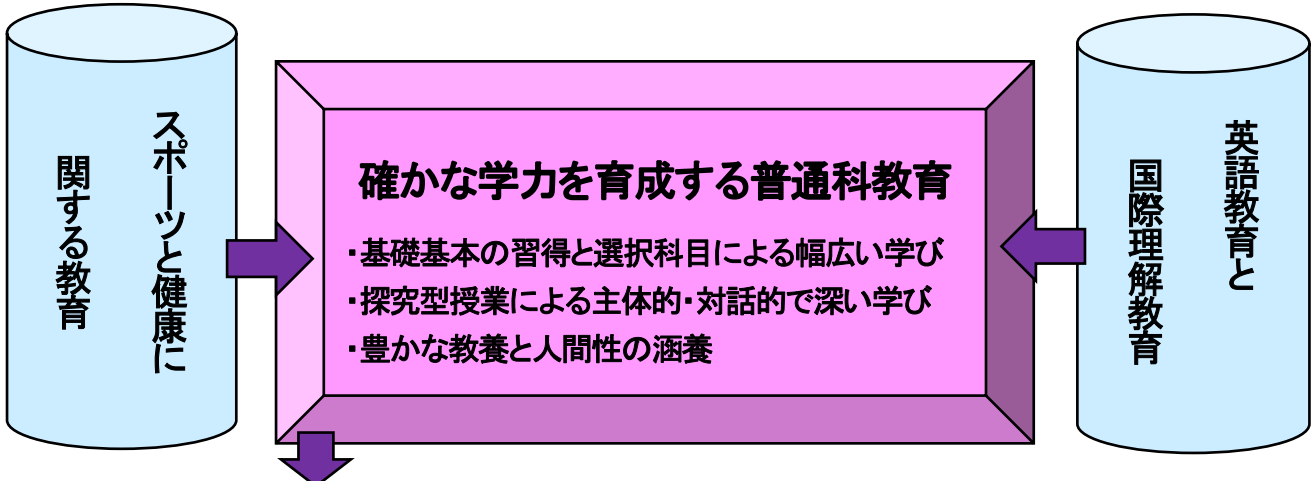 スポーツと健康に
関する教育
確かな学力を育成する普通科教育
・基礎基本の習得と選択科目による幅広い学び
・探究型授業による主体的・対話的で深い学び
・豊かな教養と人間性の涵養
英語教育と
国際理解教育